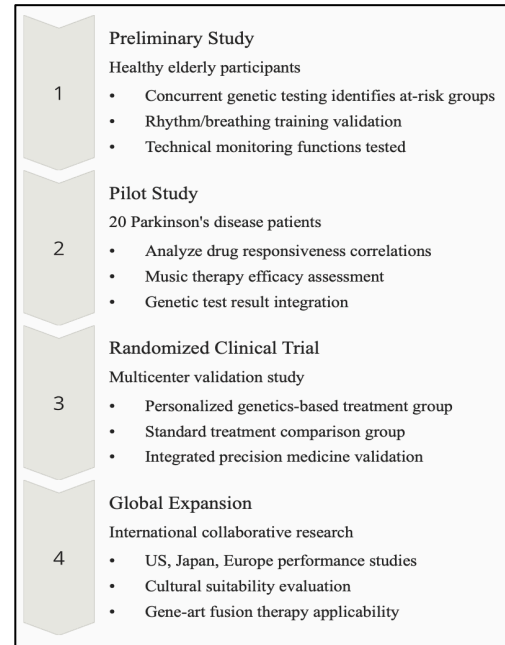 1
Preliminary Study
Healthy elderly participants
• Concurrent genetic testing identifies at-risk groups
• Rhythm/breathing training validation
• Technical monitoring functions tested
2
Pilot Study
20 Parkinson's disease patients
• Analyze drug responsiveness correlations
• Music therapy efficacy assessment
• Genetic test result integration
3
Randomized Clinical Trial
Multicenter validation study
• Personalized genetics-based treatment group
• Standard treatment comparison group
• Integrated precision medicine validation
4
Global Expansion
International collaborative research
• US, Japan, Europe performance studies
• Cultural suitability evaluation
• Gene-art fusion therapy applicability